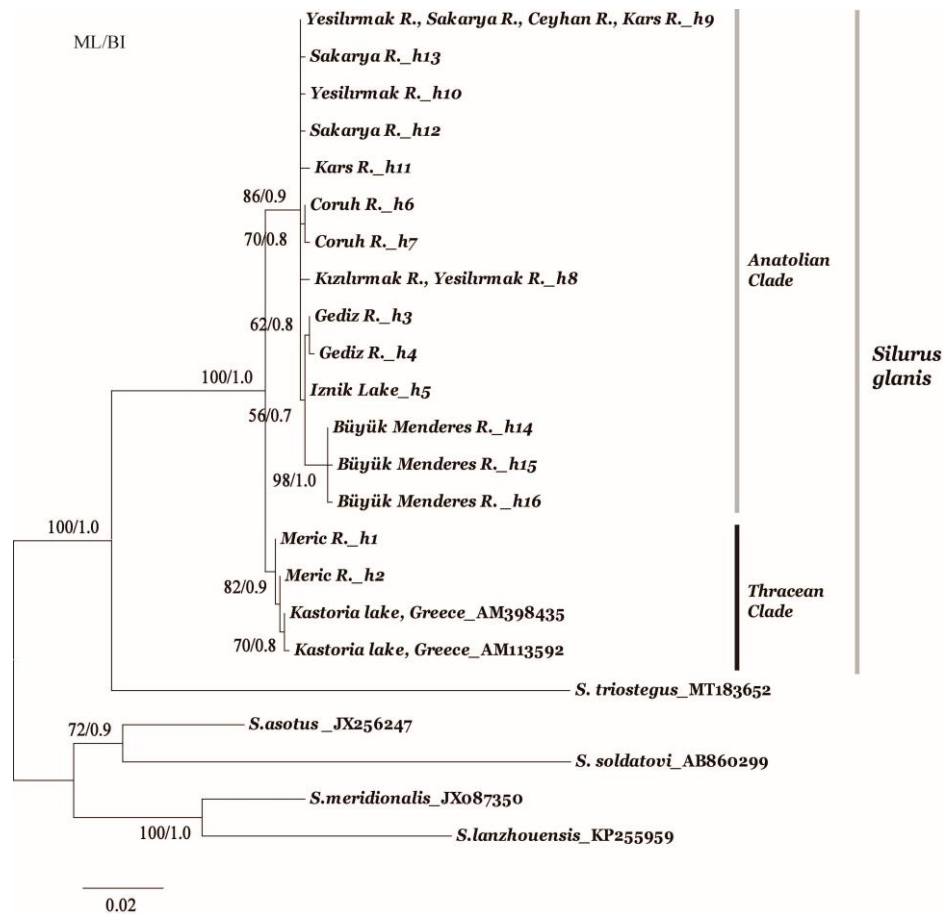 ML/BI
Yesilırmak R., Sakarya R., Ceyhan R., Kars R._h9
Sakarya R._h13
Yesilırmak R._h10
Sakarya R._h12
Kars R._h11
86/0.9
Coruh R._h6
70/0.8
Coruh R._h7
Kızılırmak R., Yesilırmak R._h8
Anatolian
Clade
62/0.8
Gediz R._h3
Gediz R._h4
Silurus
glanis
100/1.0
Iznik Lake_h5
56/0.7
Büyük Menderes R._h14
Büyük Menderes R._h15
98/1.0
Büyük Menderes R._h16
100/1.0
Meric R._h1
Meric R._h2
82/0.9
Thracean
Clade
Kastoria lake, Greece_AM398435
70/0.8
Kastoria lake, Greece_AM113592
S. triostegus_MT183652
72/0.9
S.asotus _JX256247
S. soldatovi_AB860299
S.meridionalis_JX087350
100/1.0
S.lanzhouensis_KP255959
0.02